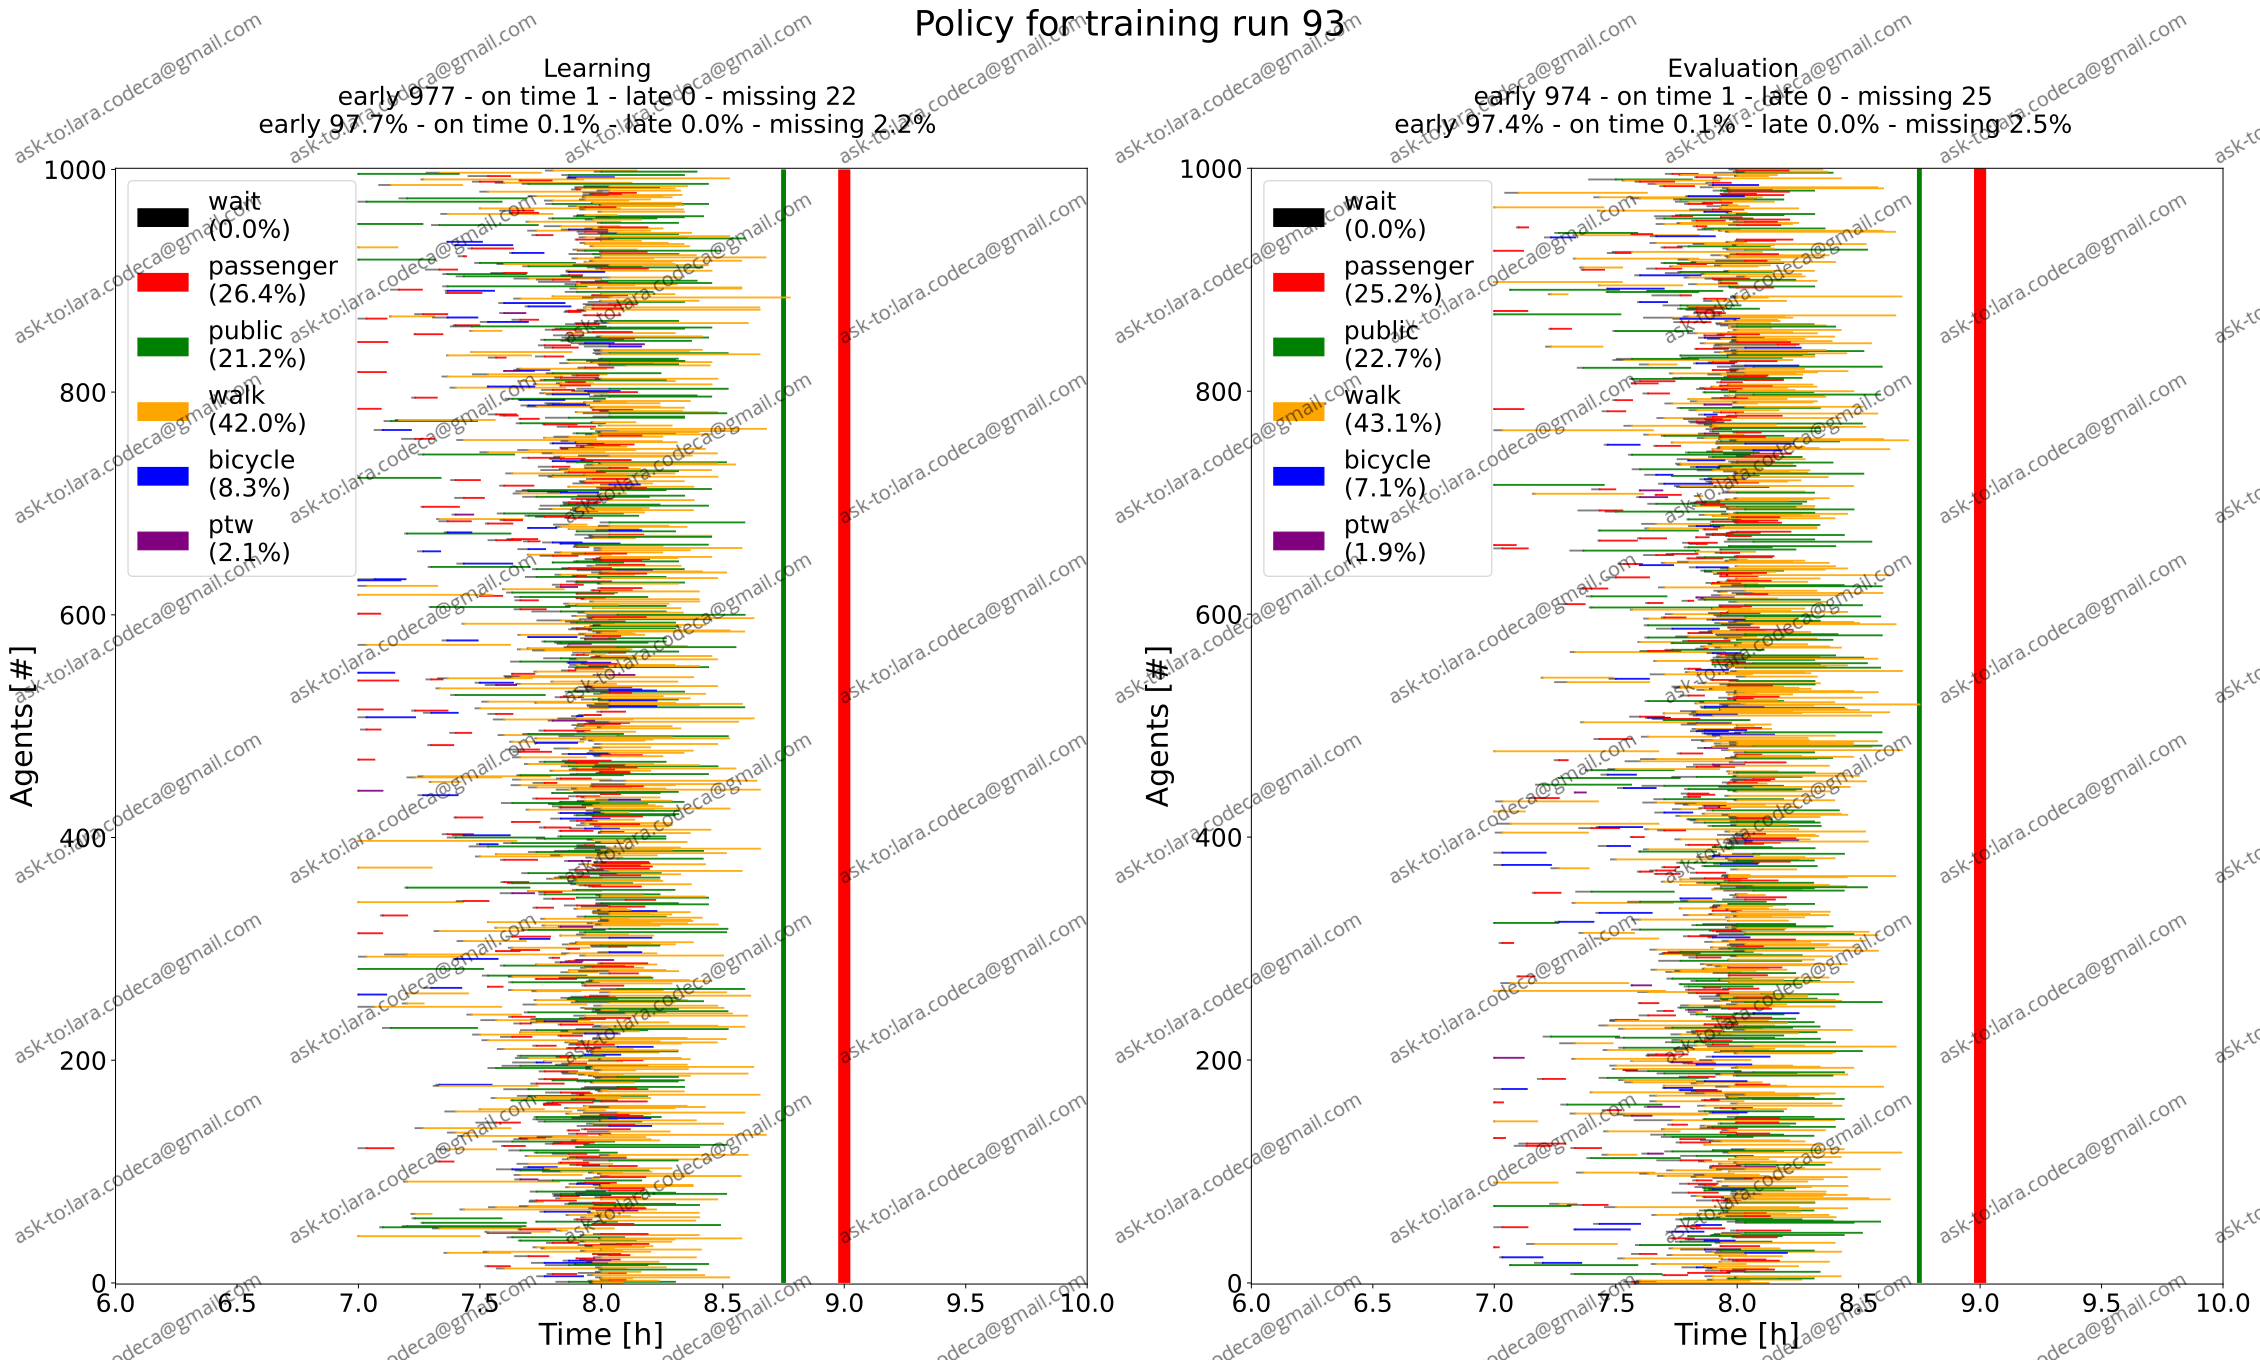 Policy for training run 93
Learning
early 977 - on time 1 - late 0 - missing 22
early 97.7% - on time 0.1% - late 0.0% - missing 2.2%
1000
800
600
400
200
0
Agents [#]
wait
(0.0%)
passenger
(26.4%)
public
(21.2%)
walk
(42.0%)
bicycle
(8.3%)
ptw
(2.1%)
6.0 6.5 7.0 7.5 8.0 8.5 9.0 9.5 10.0
Time [h]
Evaluation
early 974 - on time 1 - late 0 - missing 25
early 97.4% - on time 0.1% - late 0.0% - missing 2.5%
1000
800
600
400
200
0
Agents [#]
wait
(0.0%)
passenger
(25.2%)
public
(22.7%)
walk
(43.1%)
bicycle
(7.1%)
ptw
(1.9%)
6.0 6.5 7.0 7.5 8.0 8.5 9.0 9.5 10.0
Time [h]
ask-to:lara.codeca@gmail.com